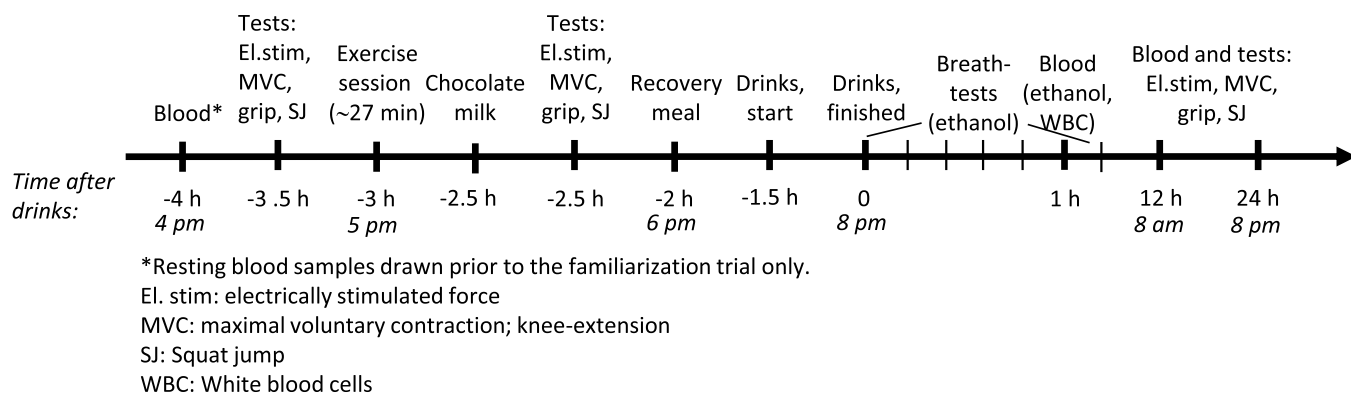 Blood*
Tests:
El.stim,
MVC,
grip, SJ
Exercise
session
(~27 min)
Chocolate
milk
Tests:
El.stim,
MVC,
grip, SJ
Recovery
meal
Drinks,
start
Drinks,
finished
Breath-
tests
(ethanol)
Blood
(ethanol,
WBC)
Blood and tests:
El.stim, MVC,
grip, SJ
Time after
drinks:
-4 h
4 pm
-3 .5 h
-3 h
5 pm
-2.5 h
-2.5 h
-2 h
6 pm
-1.5 h
0
8 pm
1 h
12 h
8 am
24 h
8 pm
*Resting blood samples drawn prior to the familiarization trial only.
El. stim: electrically stimulated force
MVC: maximal voluntary contraction; knee-extension
SJ: Squat jump
WBC: White blood cells